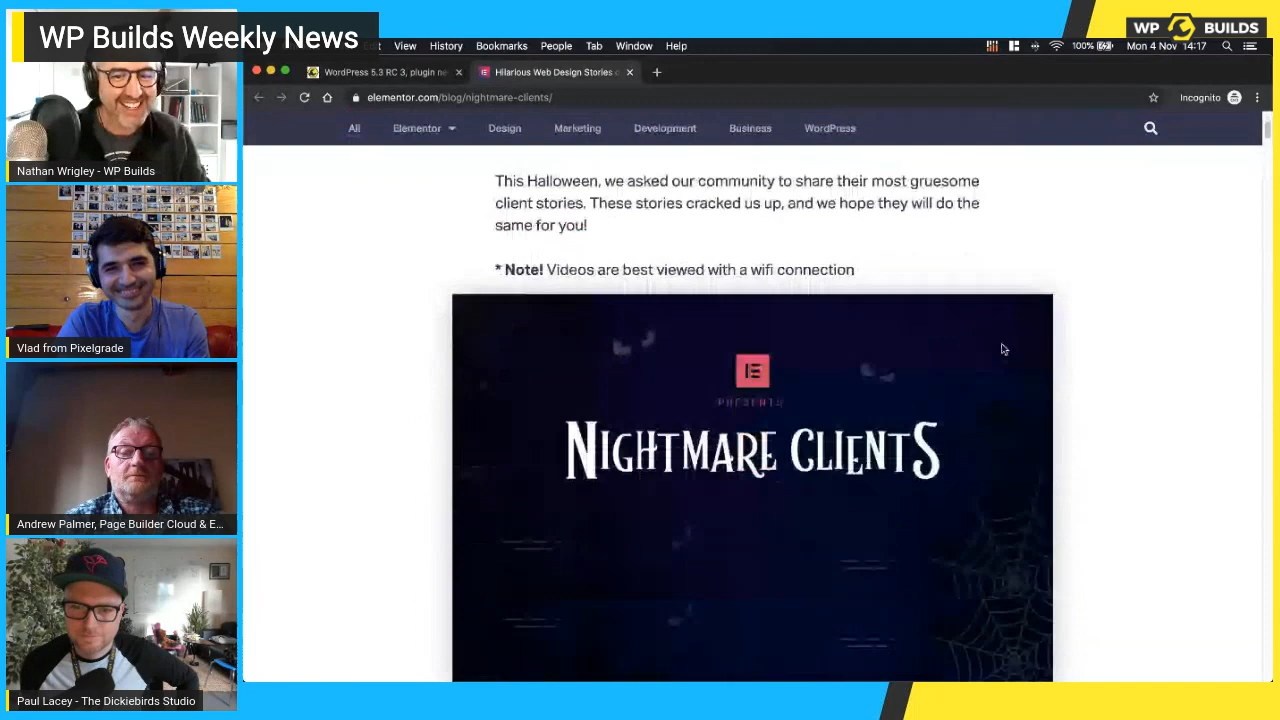 WP Builds Weekly News
WP BUILDS
View History Bookmarks People Tab Window Help
100% Mon 4 Nov 14:17
WordPress 5.3 RC 3, plugin ne
Hilarious Web Design Stories
elementor.com/blog/nightmare-clients/
Incognito
All Elementor Design Marketing Development Business WordPress
This Halloween, we asked our community to share their most gruesome
client stories. These stories cracked us up, and we hope they will do the
same for you!
* Note! Videos are best viewed with a wifi connection
PRESENTS
NIGHTMARE CLIENTS
Nathan Wrigley - WP Builds
Vlad from Pixelgrade
Andrew Palmer, Page Builder Cloud & E...
Paul Lacey - The Dickiebirds Studio